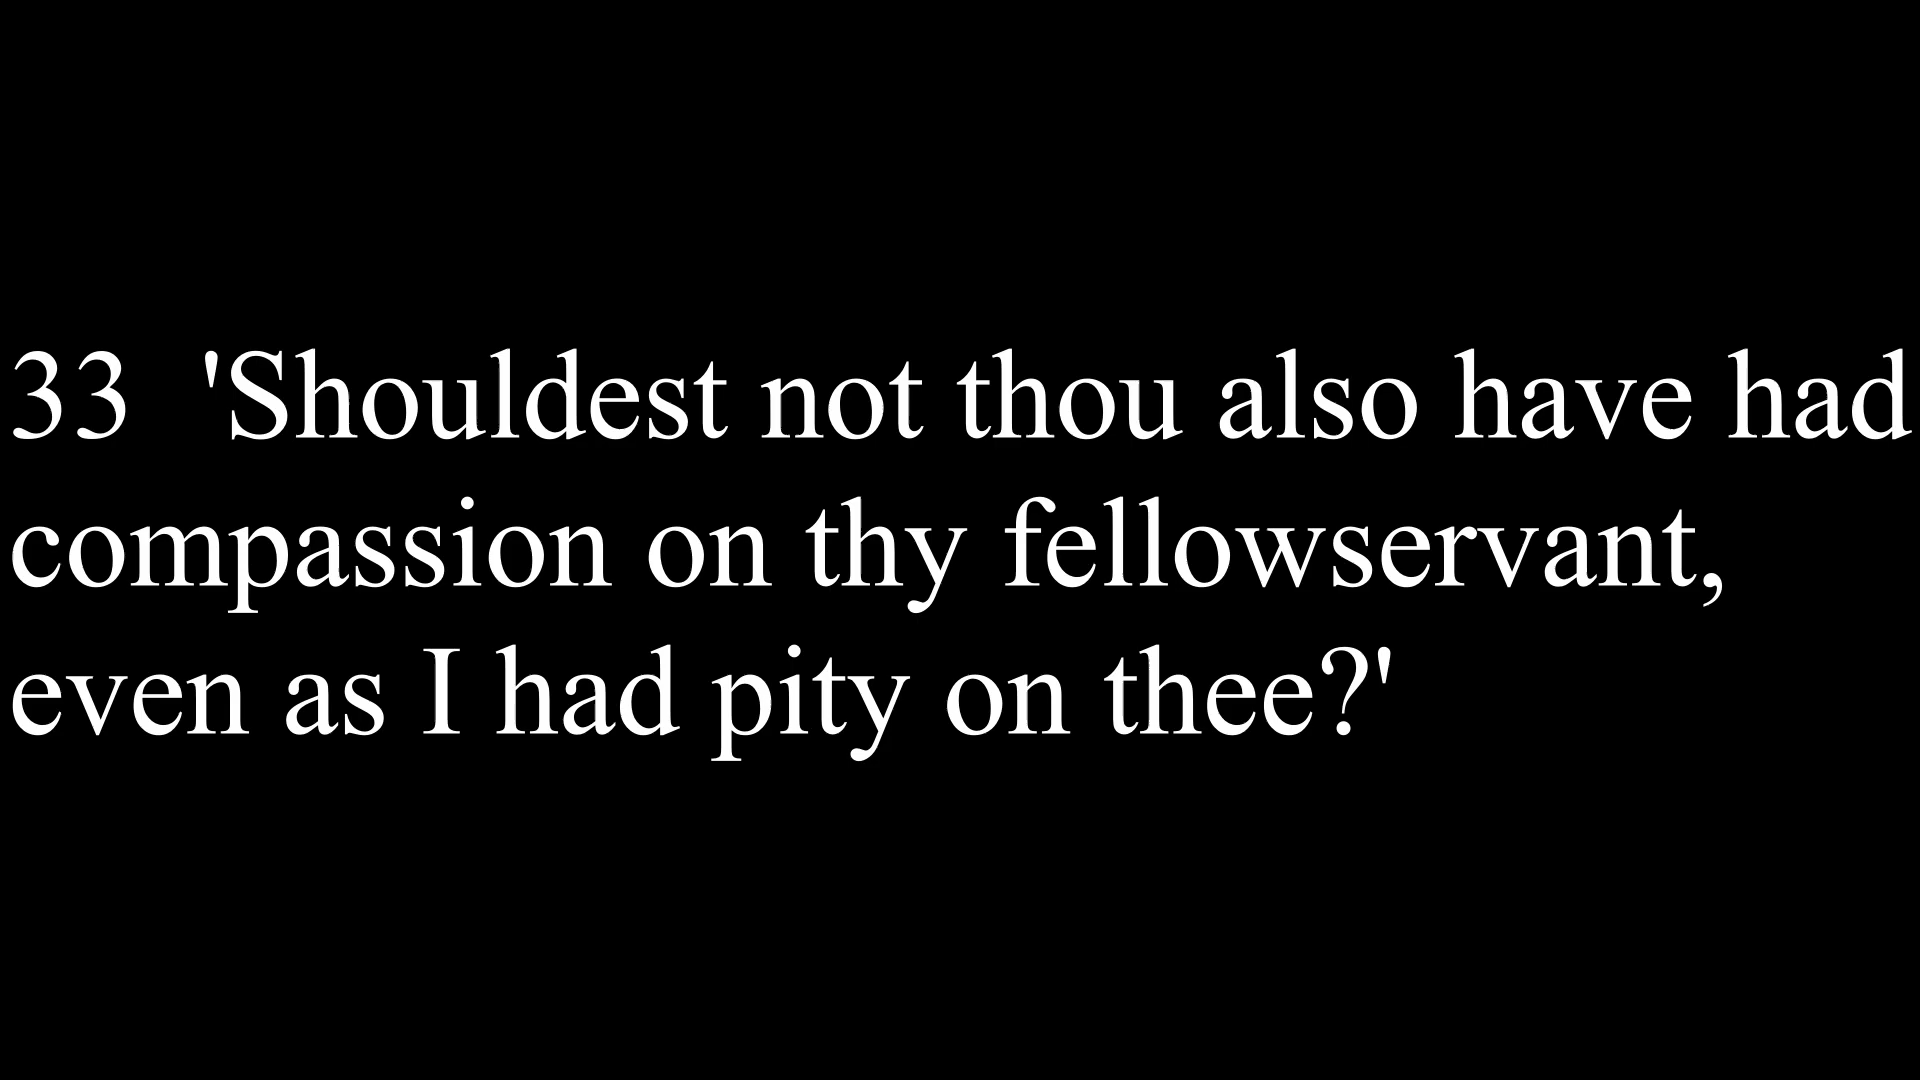 33  'Shouldest not thou also have had
compassion on thy fellowservant,
even as I had pity on thee?'